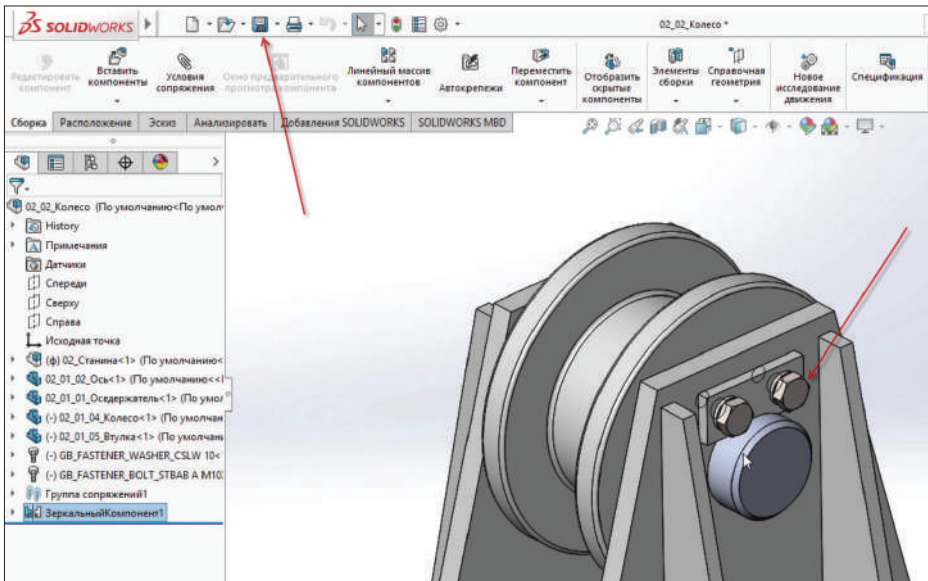 SOLIDWORKS
02_02_Колесо *
Редактировать компонент
Вставить компоненты
Условия сопряжения
Окно предварительного просмотра компонента
Линейный массив компонентов
Автокрепежи
Переместить компонент
Отобразить скрытые компоненты
Элементы сборки
Справочная геометрия
Новое исследование движения
Спецификация
Сборка
Расположение
Эскиз
Анализировать
Добавления SOLIDWORKS
SOLIDWORKS MBD
02_02_Колесо (По умолчанию<По умол
History
Примечания
Датчики
Спереди
Сверху
Справа
Исходная точка
(ф) 02_Станина<1> (По умолчанию<
02_01_02_Ось<1> (По умолчанию<<
02_01_01_Оседержатель<1> (По умо
(-) 02_01_04_Колесо<1> (По умолчан
(-) 02_01_05_Втулка<1> (По умолчан
(-) GB_FASTENER_WASHER_CSLW 10<
(-) GB_FASTENER_BOLT_STBAB A M10
Группа сопряжений1
ЗеркальныйКомпонент1